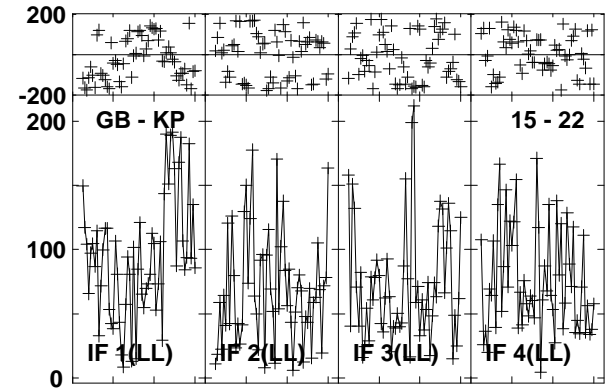 200
-200
200
GB - KP
15 - 22
100
0
IF 1(LL)
IF 2(LL)
IF 3(LL)
IF 4(LL)